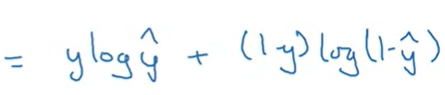 = y log ŷ + (1-y) log(1-ŷ)